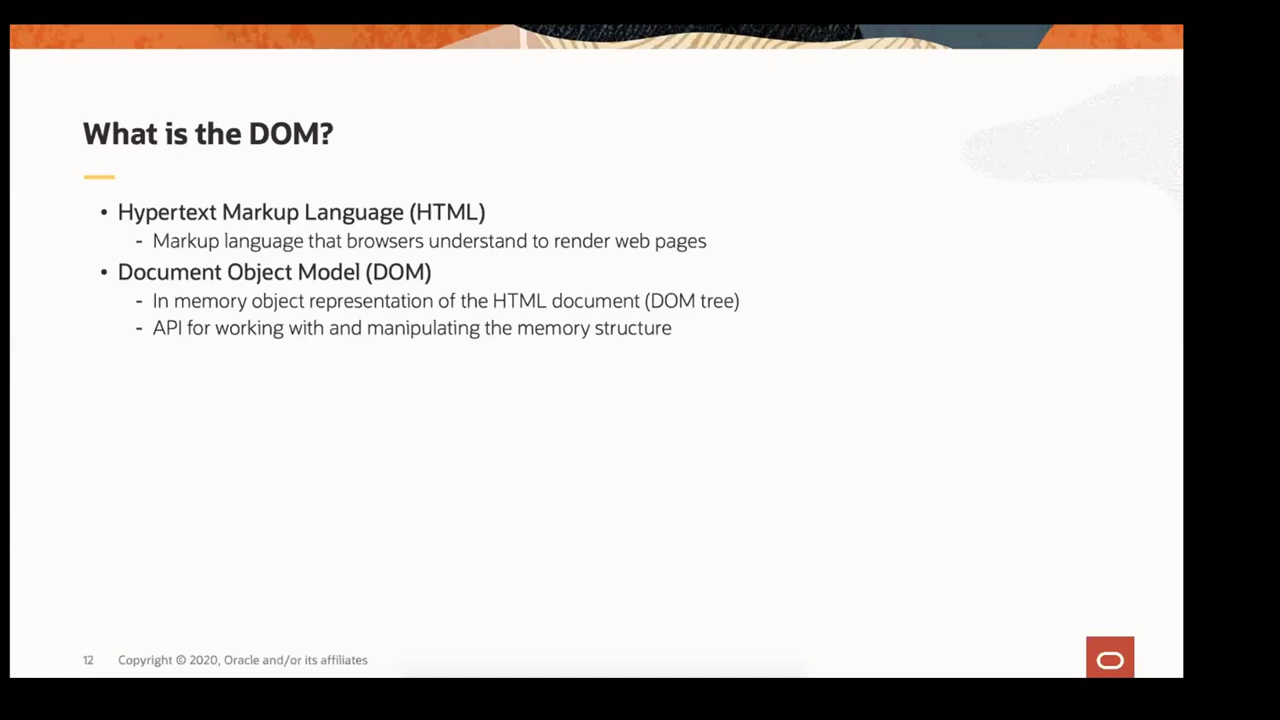 What is the DOM?
• Hypertext Markup Language (HTML)
- Markup language that browsers understand to render web pages
• Document Object Model (DOM)
- In memory object representation of the HTML document (DOM tree)
- API for working with and manipulating the memory structure
12 Copyright © 2020, Oracle and/or its affiliates